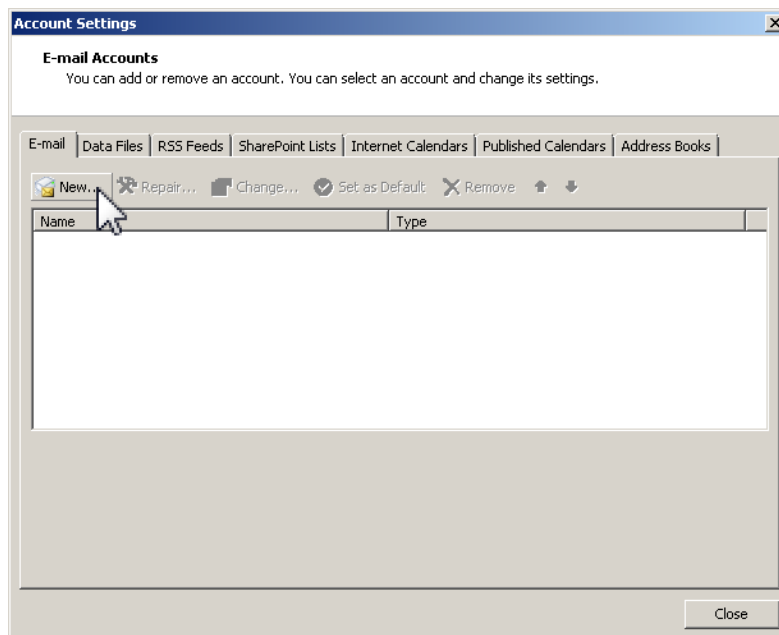 Account Settings
E-mail Accounts
You can add or remove an account. You can select an account and change its settings.
E-mail Data Files RSS Feeds SharePoint Lists Internet Calendars Published Calendars Address Books
New... Repair... Change... Set as Default Remove
Name Type
Close